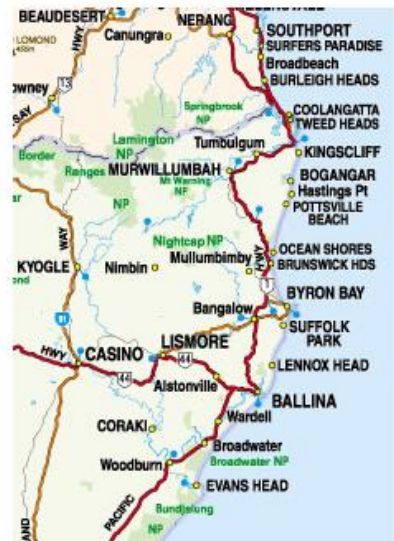 BEAUDESERT
NERANG
LOMOND
Canungra
HWY
SOUTHPORT
SURFERS PARADISE
Broadbeach
BURLEIGH HEADS
13
Springbrook
NP
COOLANGATTA
TWEED HEADS
Lamington
NP
Tumbulgum
KINGSCLIFF
Border
Ranges
MURWILLUMBAH
Mt Warning
NP
BOGANGAR
Hastings Pt
POTTSVILLE
BEACH
NP
WAY
Nightcap NP
HWY
OCEAN SHORES
KYOGLE
Nimbin
Mullumbimby
BRUNSWICK HDS
1
BYRON BAY
Bangalow
SUFFOLK
PARK
91
HWY
CASINO
LISMORE
44
44
LENNOX HEAD
Alstonville
BALLINA
CORAKI
Wardell
Broadwater
Woodburn
Broadwater NP
EVANS HEAD
PACIFIC
Bundjalung
NP